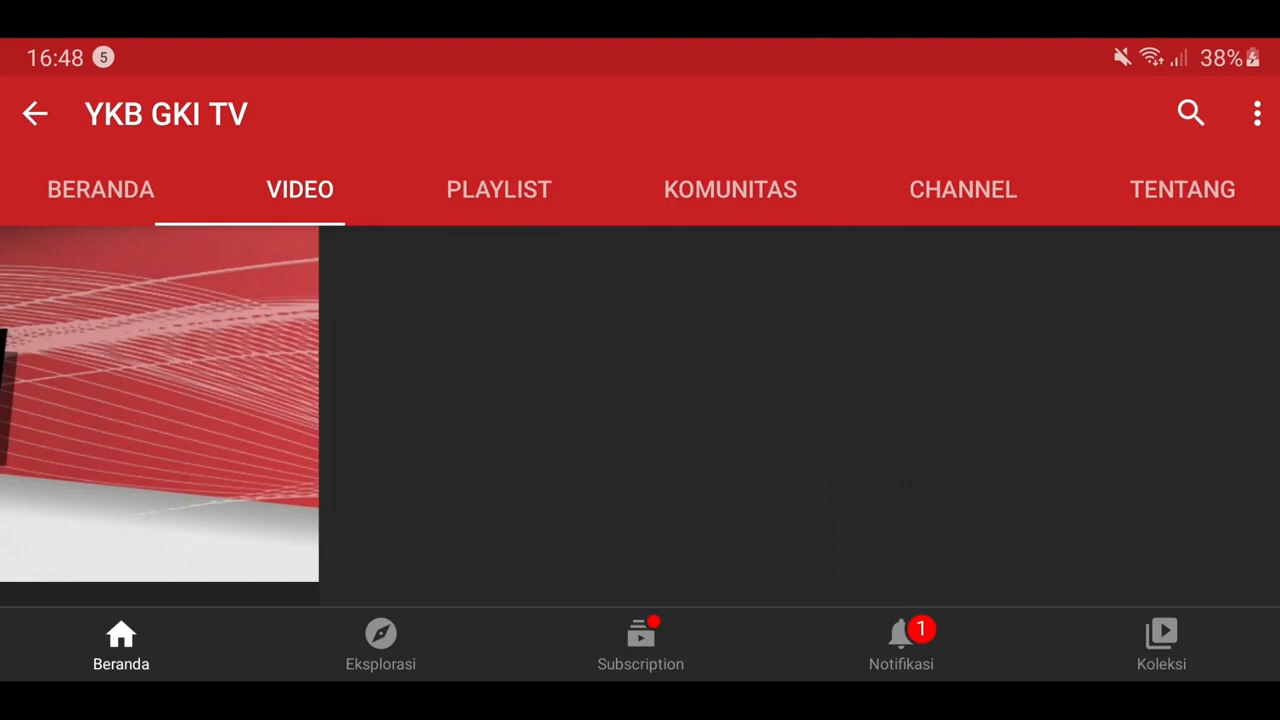 16:48 5 38%
YKB GKI TV
BERANDA VIDEO PLAYLIST KOMUNITAS CHANNEL TENTANG
1
Beranda Eksplorasi Subscription Notifikasi Koleksi